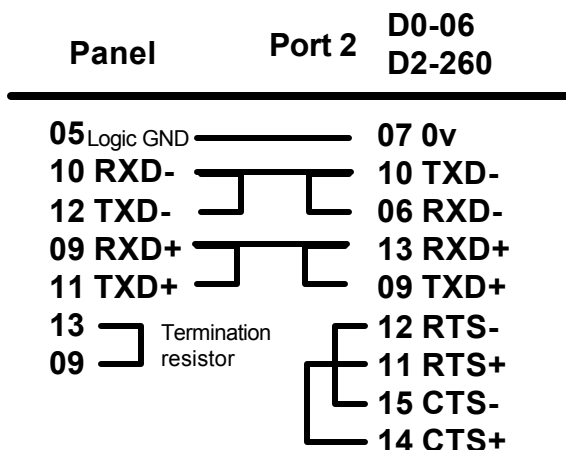 Panel Port 2 D0-06
D2-260
05 Logic GND 07 0v
10 RXD- 10 TXD-
12 TXD- 06 RXD-
09 RXD+ 13 RXD+
11 TXD+ 09 TXD+
13 Termination 12 RTS-
09 resistor 11 RTS+
15 CTS-
14 CTS+